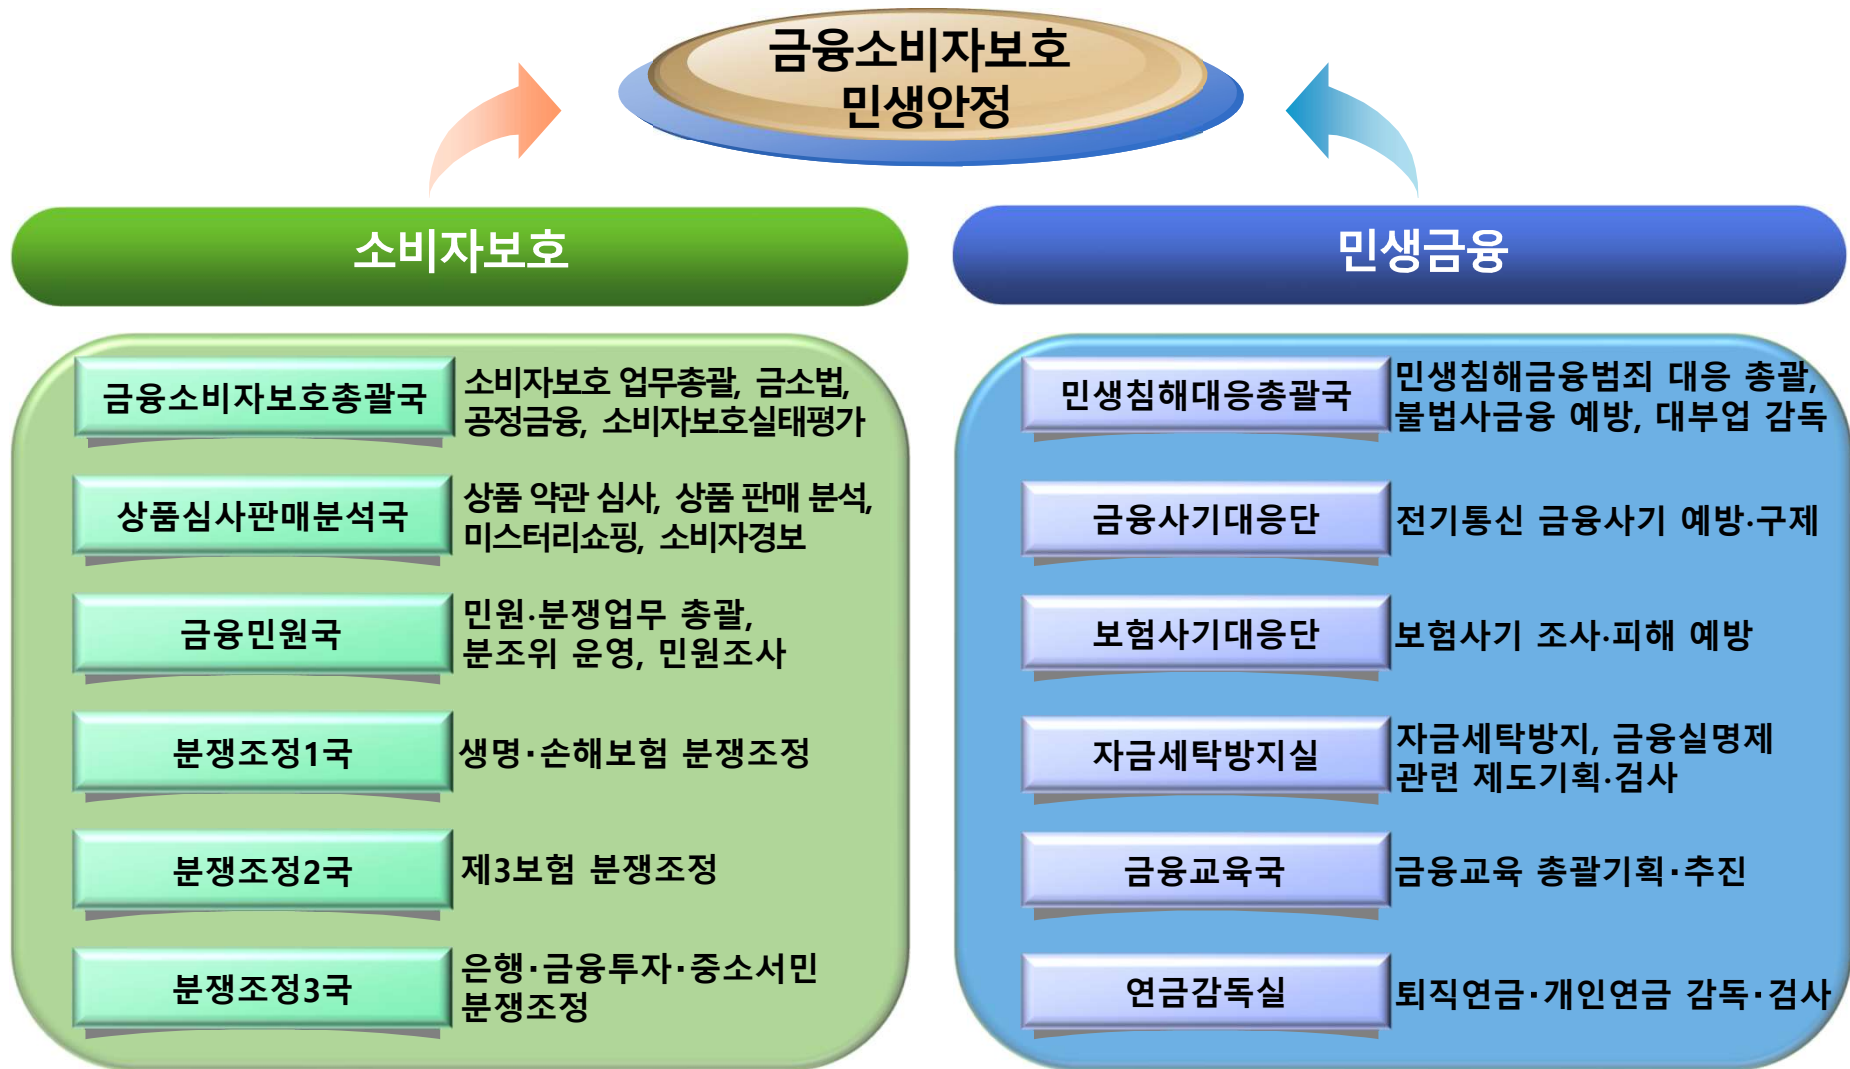 금융소비자보호
민생안정
소비자보호
금융소비자보호총괄국
소비자보호 업무총괄, 금소법,
공정금융, 소비자보호실태평가
상품심사판매분석국
상품 약관 심사, 상품 판매 분석,
미스터리쇼핑, 소비자경보
금융민원국
민원·분쟁업무 총괄,
분조위 운영, 민원조사
분쟁조정1국
생명·손해보험 분쟁조정
분쟁조정2국
제3보험 분쟁조정
분쟁조정3국
은행·금융투자·중소서민
분쟁조정
민생금융
민생침해대응총괄국
민생침해금융범죄 대응 총괄,
불법사금융 예방, 대부업 감독
금융사기대응단
전기통신 금융사기 예방·구제
보험사기대응단
보험사기 조사·피해 예방
자금세탁방지실
자금세탁방지, 금융실명제
관련 제도기획·검사
금융교육국
금융교육 총괄기획·추진
연금감독실
퇴직연금·개인연금 감독·검사